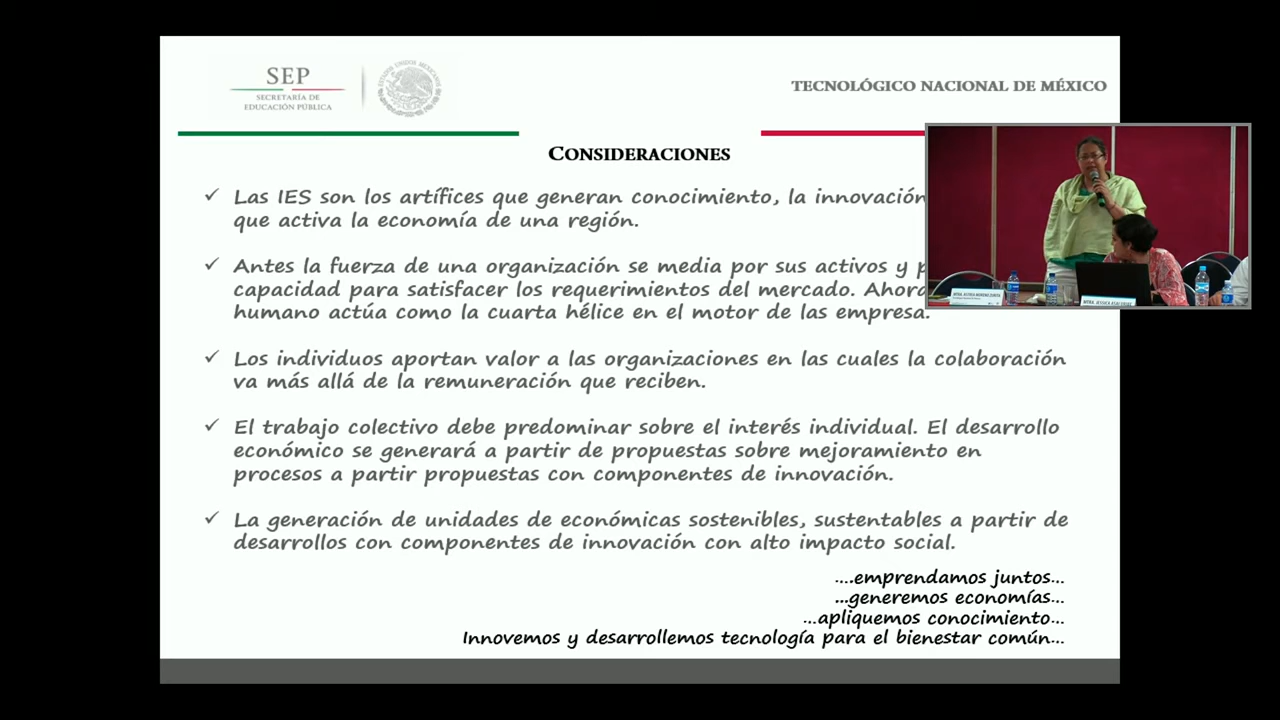 SEP
SECRETARÍA DE
EDUCACIÓN PÚBLICA
ESTADOS UNIDOS MEXICANOS
TECNOLÓGICO NACIONAL DE MÉXICO
CONSIDERACIONES
✓ Las IES son los artífices que generan conocimiento, la innovación
que activa la economía de una región.
✓ Antes la fuerza de una organización se media por sus activos y
capacidad para satisfacer los requerimientos del mercado. Ahora
humano actúa como la cuarta hélice en el motor de las empresa.
✓ Los individuos aportan valor a las organizaciones en las cuales la colaboración
va más allá de la remuneración que reciben.
✓ El trabajo colectivo debe predominar sobre el interés individual. El desarrollo
económico se generará a partir de propuestas sobre mejoramiento en
procesos a partir propuestas con componentes de innovación.
✓ La generación de unidades de económicas sostenibles, sustentables a partir de
desarrollos con componentes de innovación con alto impacto social.
....emprendamos juntos...
...generemos economías...
...apliquemos conocimiento...
Innovemos y desarrollemos tecnología para el bienestar común...